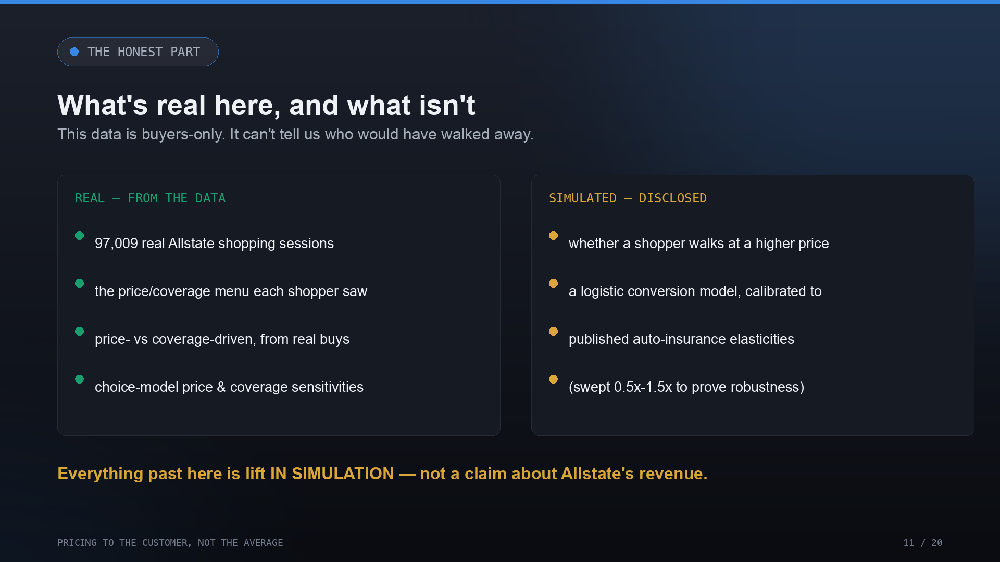 THE HONEST PART
What's real here, and what isn't
This data is buyers-only. It can't tell us who would have walked away.
REAL — FROM THE DATA
97,009 real Allstate shopping sessions
the price/coverage menu each shopper saw
price- vs coverage-driven, from real buys
choice-model price & coverage sensitivities
SIMULATED — DISCLOSED
whether a shopper walks at a higher price
a logistic conversion model, calibrated to
published auto-insurance elasticities
(swept 0.5x-1.5x to prove robustness)
Everything past here is lift IN SIMULATION — not a claim about Allstate's revenue.
PRICING TO THE CUSTOMER, NOT THE AVERAGE
11 / 20